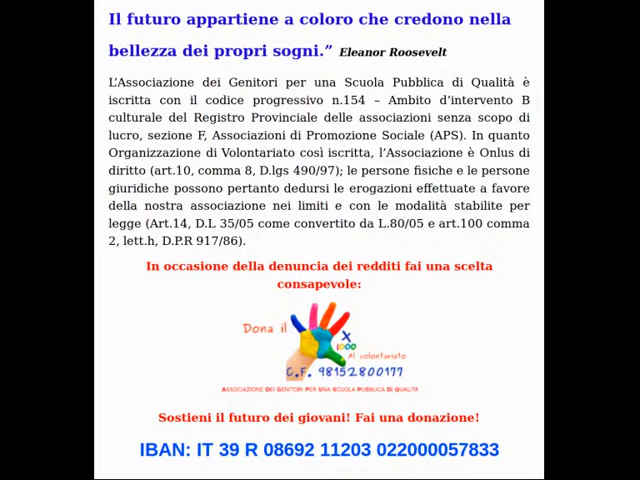 Il futuro appartiene a coloro che credono nella
bellezza dei propri sogni.” Eleanor Roosevelt
L’Associazione dei Genitori per una Scuola Pubblica di Qualità è
iscritta con il codice progressivo n.154 – Ambito d’intervento B
culturale del Registro Provinciale delle associazioni senza scopo di
lucro, sezione F, Associazioni di Promozione Sociale (APS). In quanto
Organizzazione di Volontariato così iscritta, l’Associazione è Onlus di
diritto (art.10, comma 8, D.lgs 490/97); le persone fisiche e le persone
giuridiche possono pertanto dedursi le erogazioni effettuate a favore
della nostra associazione nei limiti e con le modalità stabilite per
legge (Art.14, D.L 35/05 come convertito da L.80/05 e art.100 comma
2, lett.h, D.P.R 917/86).
In occasione della denuncia dei redditi fai una scelta
consapevole:
Dona il
X
1000
Al volontariato
C.F. 98152800177
Associazione dei Genitori per una Scuola Pubblica di Qualità
Sostieni il futuro dei giovani! Fai una donazione!
IBAN: IT 39 R 08692 11203 022000057833